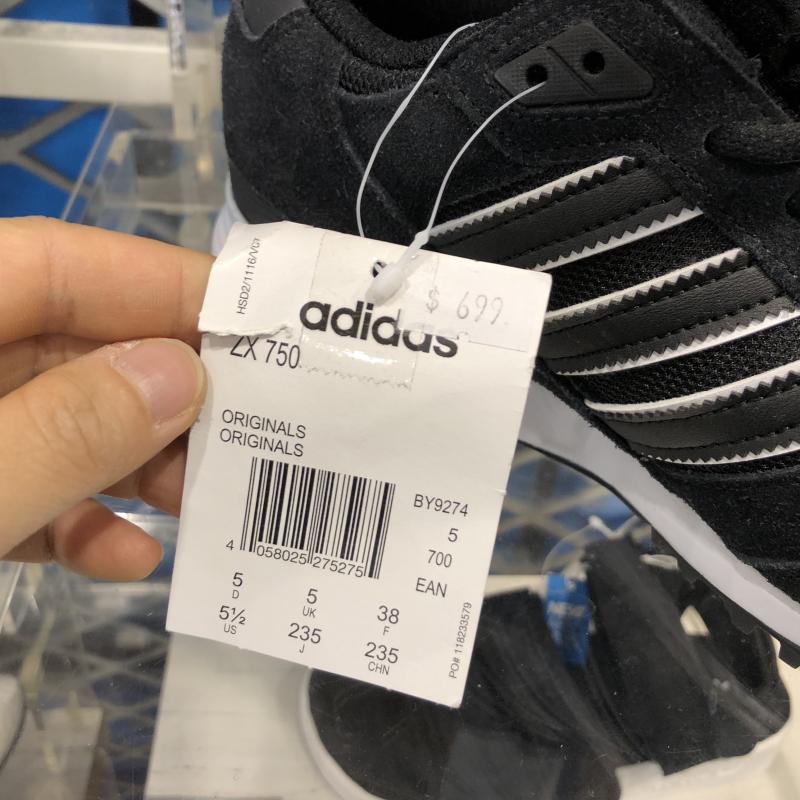 HSD2/1116/VCT
$ 699.
adidas
ZX 750
ORIGINALS
ORIGINALS
BY9274
5
700
EAN
4 058025 275275
5 D
5 UK
38 F
5½ US
235 J
235 CHN
PO# 118233579